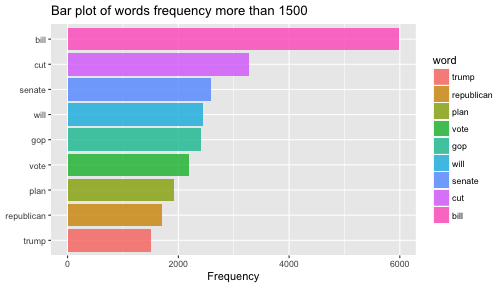 Bar plot of words frequency more than 1500
bill
cut
senate
will
gop
vote
plan
republican
trump
0
2000
4000
6000
Frequency
word
trump
republican
plan
vote
gop
will
senate
cut
bill